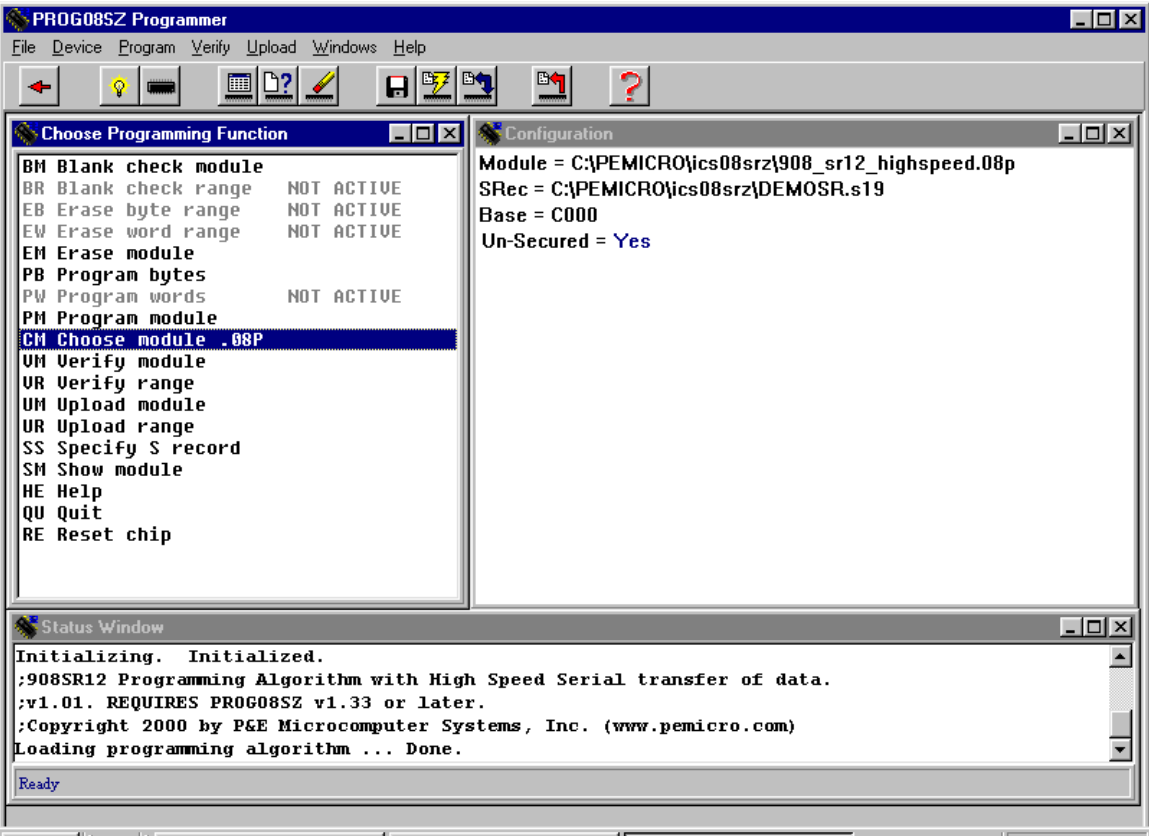 PROG08SZ Programmer
File Device Program Verify Upload Windows Help
Choose Programming Function
BM Blank check module
BR Blank check range NOT ACTIVE
EB Erase byte range NOT ACTIVE
EW Erase word range NOT ACTIVE
EM Erase module
PB Program bytes
PW Program words NOT ACTIVE
PM Program module
CM Choose module .08P
VM Verify module
VR Verify range
UM Upload module
UR Upload range
SS Specify S record
SM Show module
HE Help
QU Quit
RE Reset chip
Configuration
Module = C:\PEMICRO\ics08srz\908_sr12_highspeed.08p
SRec = C:\PEMICRO\ics08srz\DEMOSR.s19
Base = C000
Un-Secured = Yes
Status Window
Initializing. Initialized.
;908SR12 Programming Algorithm with High Speed Serial transfer of data.
;v1.01. REQUIRES PROG08SZ v1.33 or later.
;Copyright 2000 by P&E Microcomputer Systems, Inc. (www.pemicro.com)
Loading programming algorithm ... Done.
Ready